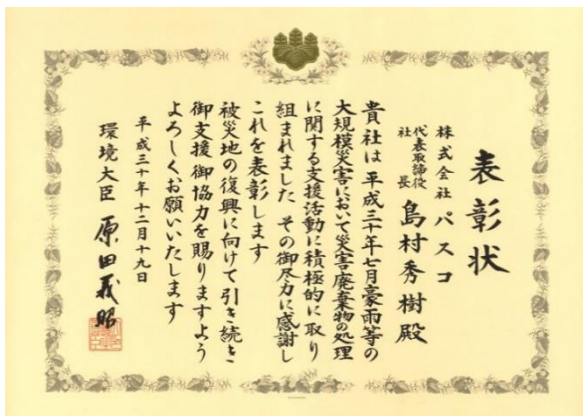 表彰状
株式会社 パスコ
代表取締役
社長
島村秀樹殿
貴社は平成三十年七月豪雨等の
大規模災害において災害廃棄物の処理
に関する支援活動に積極的に取り
組まれました その御尽力に感謝し
これを表彰します
被災地の復興に向けて引き続き
御支援御協力を賜りますよう
よろしくお願いいたします
平成三十年十二月十九日
環境大臣 原田義昭